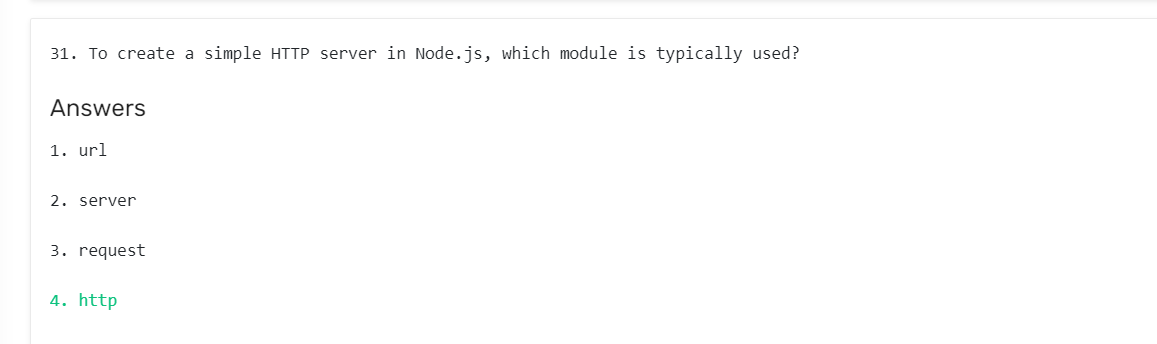 31. To create a simple HTTP server in Node.js, which module is typically used?
Answers
1. url
2. server
3. request
4. http